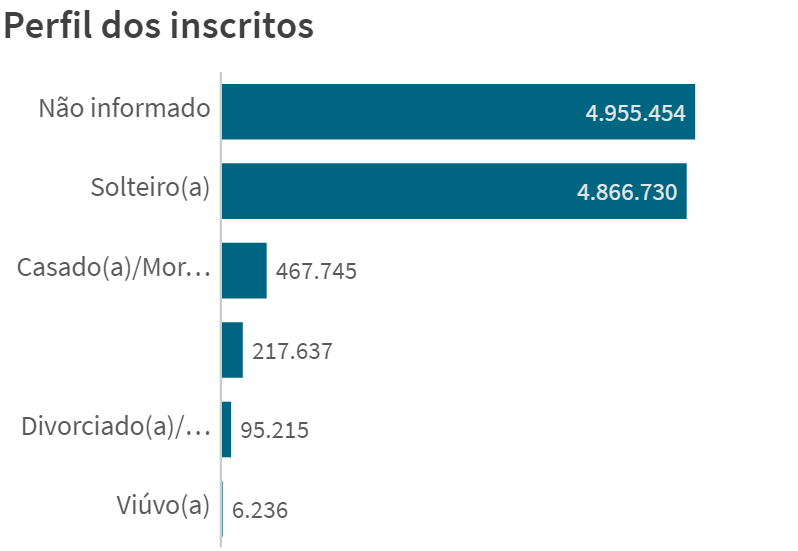 Perfil dos inscritos
Não informado
4.955.454
Solteiro(a)
4.866.730
Casado(a)/Mor...
467.745
217.637
Divorciado(a)/...
95.215
Viúvo(a)
6.236